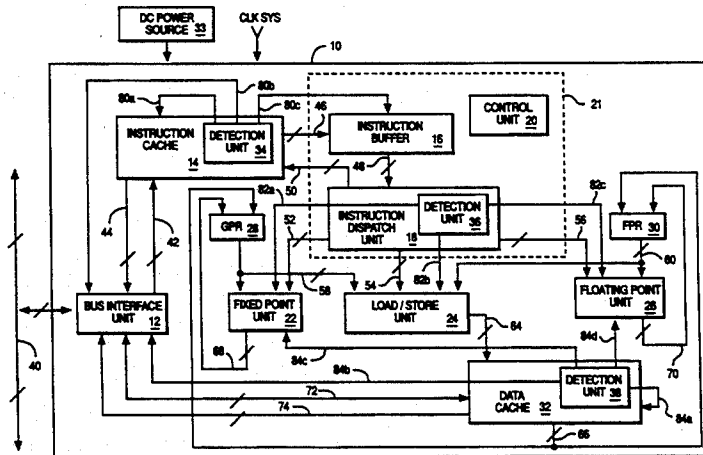 DC POWER
SOURCE 33
CLK SYS
10
80b
80a
80c
21
46
CONTROL
UNIT
20
INSTRUCTION
BUFFER 16
INSTRUCTION
CACHE
14
DETECTION
UNIT 34
48
50
82a
82c
44
42
GPR 28
52
INSTRUCTION
DISPATCH
UNIT 18
DETECTION
UNIT 36
56
FPR
30
54
82b
60
58
BUS INTERFACE
UNIT 12
FIXED POINT
UNIT 22
LOAD / STORE
UNIT 24
FLOATING POINT
UNIT 26
64
68
84c
84d
70
40
84b
72
74
DATA
CACHE 32
DETECTION
UNIT 38
84a
66